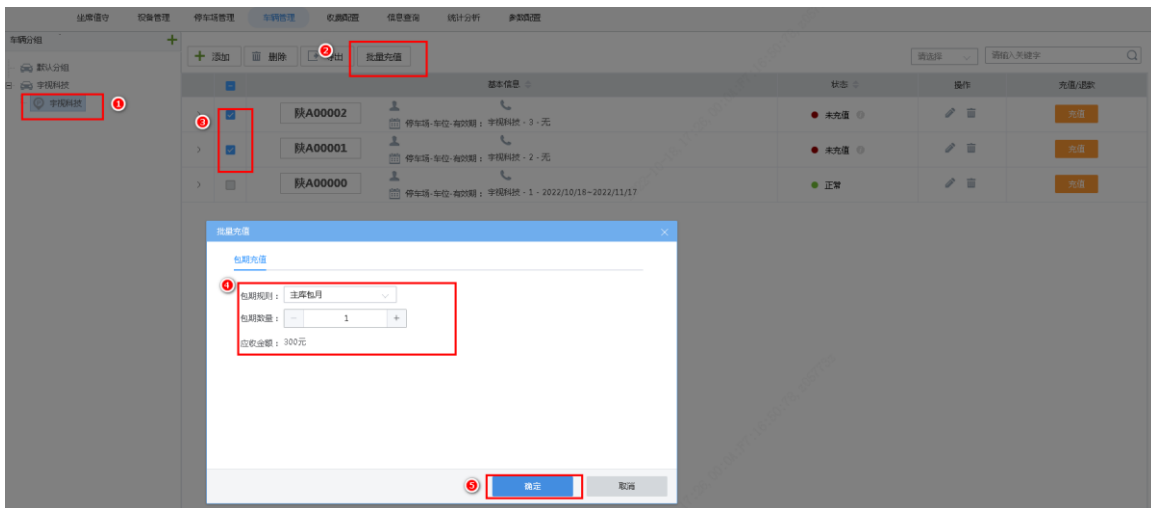 坐席值守 设备管理 停车场管理 车辆管理 收费配置 信息查询 统计分析 参数配置
车辆分组 +
+ 添加 删除 导出 批量充值 请选择 请输入关键字
默认分组
宇视科技
宇视科技
基本信息 状态 操作 充值/退款
陕A00002 停车场-车位-有效期：宇视科技 - 3 - 无 未充值 充值
陕A00001 停车场-车位-有效期：宇视科技 - 2 - 无 未充值 充值
陕A00000 停车场-车位-有效期：宇视科技 - 1 - 2022/10/18~2022/11/17 正常 充值
1
2
3
批量充值
包期充值
4
包期规则： 主库包月
包期数量： - 1 +
应收金额： 300元
5 确定 取消